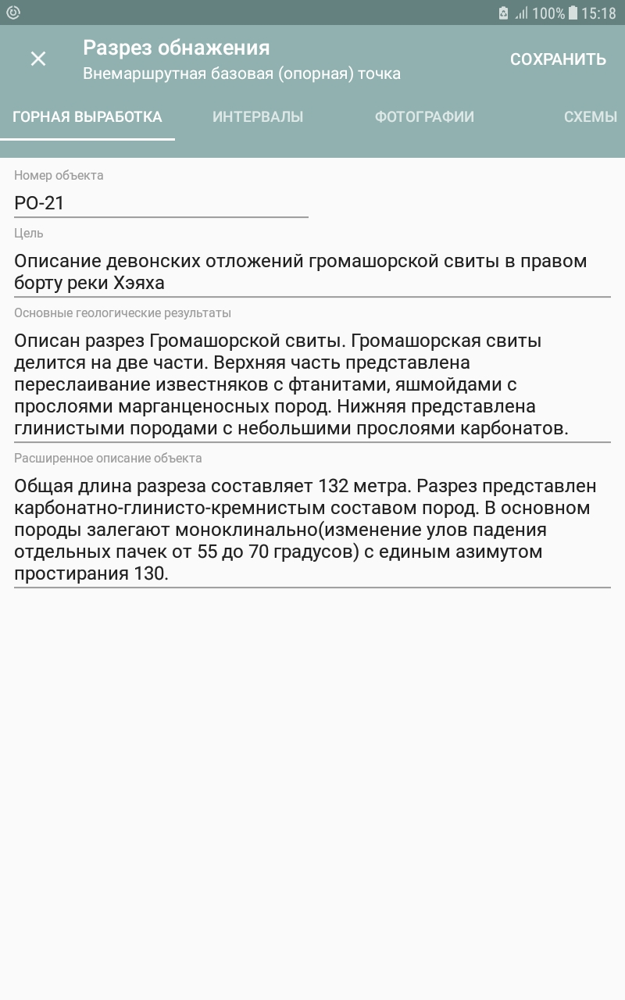 100% 15:18
Разрез обнажения
Внемаршрутная базовая (опорная) точка
СОХРАНИТЬ
ГОРНАЯ ВЫРАБОТКА ИНТЕРВАЛЫ ФОТОГРАФИИ СХЕМЫ
Номер объекта
РО-21
Цель
Описание девонских отложений громашорской свиты в правом
борту реки Хэяха
Основные геологические результаты
Описан разрез Громашорской свиты. Громашорская свиты
делится на две части. Верхняя часть представлена
переслаивание известняков с фтанитами, яшмойдами с
прослоями марганценосных пород. Нижняя представлена
глинистыми породами с небольшими прослоями карбонатов.
Расширенное описание объекта
Общая длина разреза составляет 132 метра. Разрез представлен
карбонатно-глинисто-кремнистым составом пород. В основном
породы залегают моноклинально(изменение улов падения
отдельных пачек от 55 до 70 градусов) с единым азимутом
простирания 130.